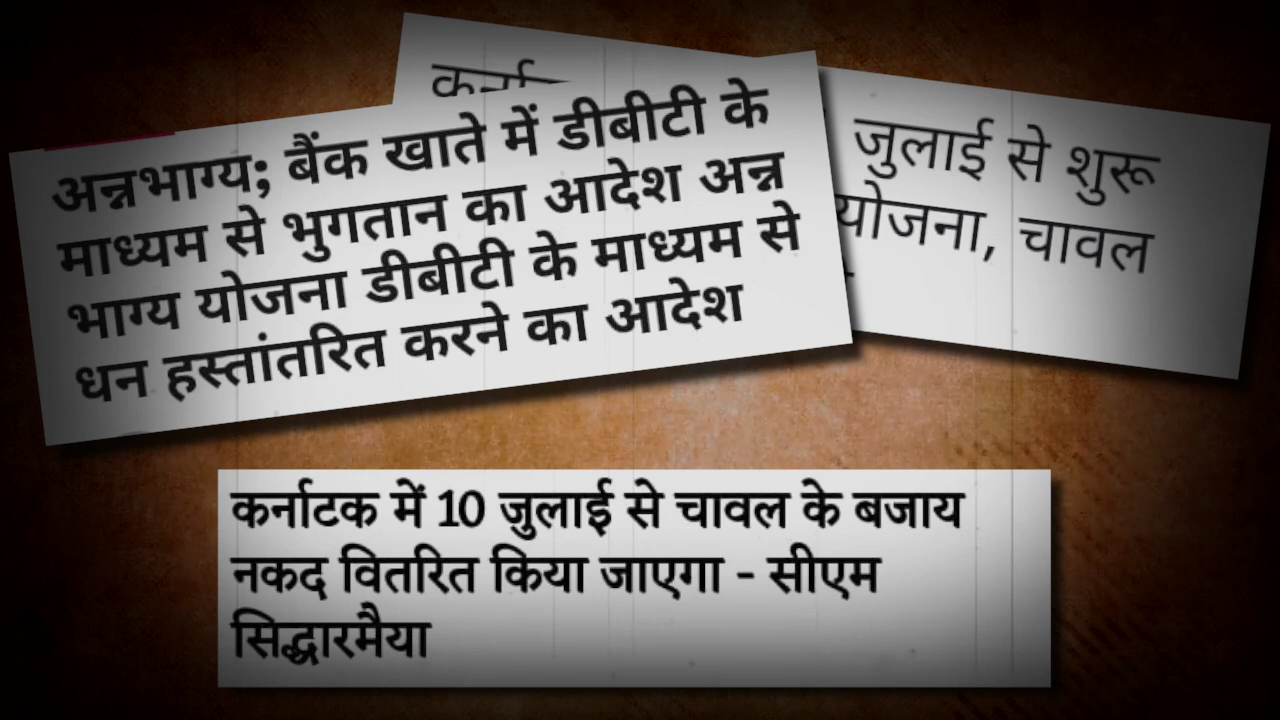 जुलाई से शुरू
योजना, चावल
अन्नभाग्य; बैंक खाते में डीबीटी के
माध्यम से भुगतान का आदेश अन्न
भाग्य योजना डीबीटी के माध्यम से
धन हस्तांतरित करने का आदेश
कर्नाटक में 10 जुलाई से चावल के बजाय
नकद वितरित किया जाएगा - सीएम
सिद्धारमैया